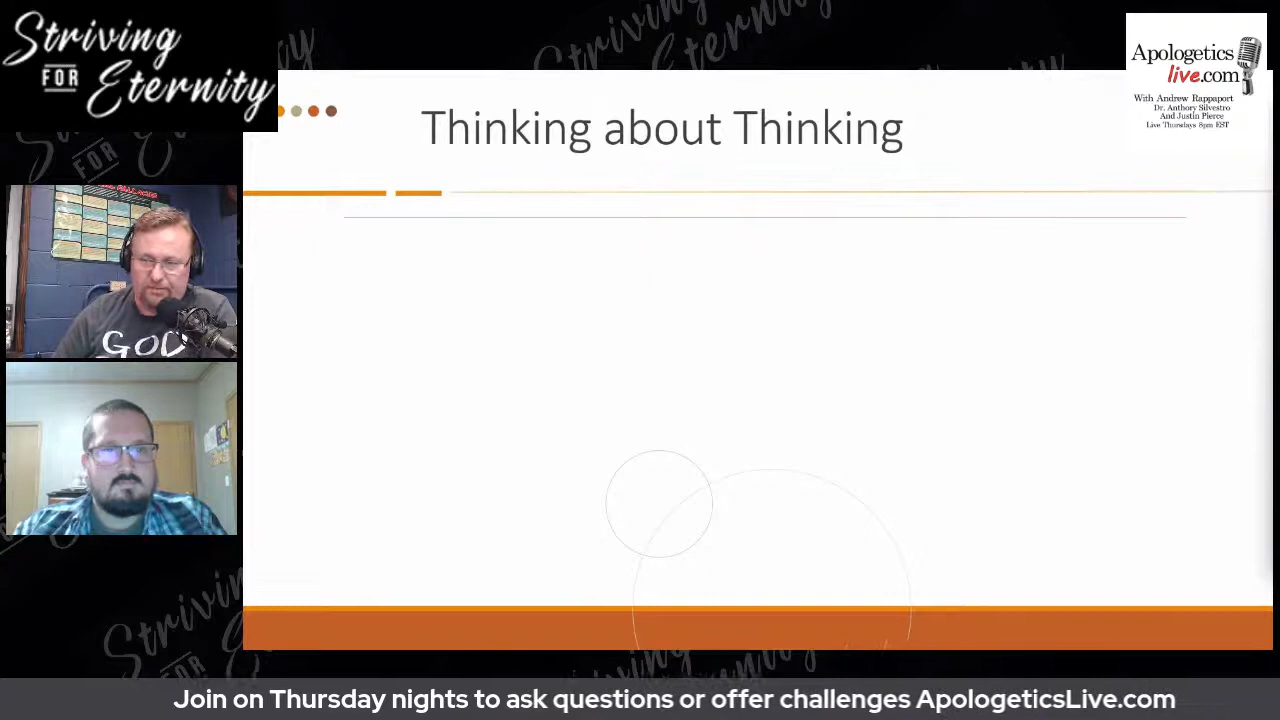 Striving
FOR
Eternity
Apologetics
live.com
With Andrew Rappaport
Dr. Anthony Silvestro
And Justin Pierce
Live Thursdays 8pm EST
Thinking about Thinking
GOD
Join on Thursday nights to ask questions or offer challenges ApologeticsLive.com